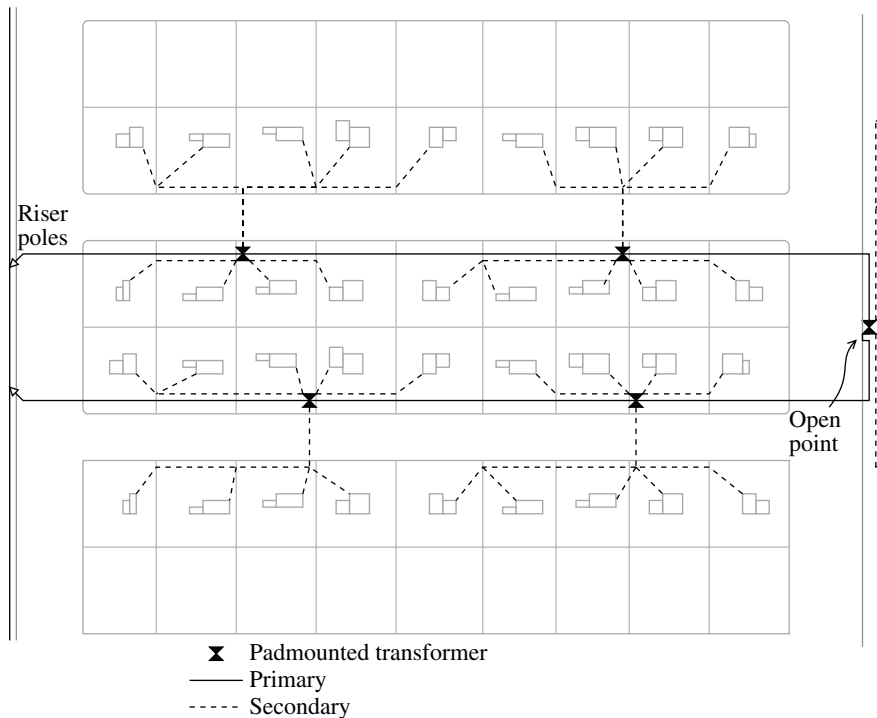 Riser
poles
Open
point
Padmounted transformer
Primary
Secondary